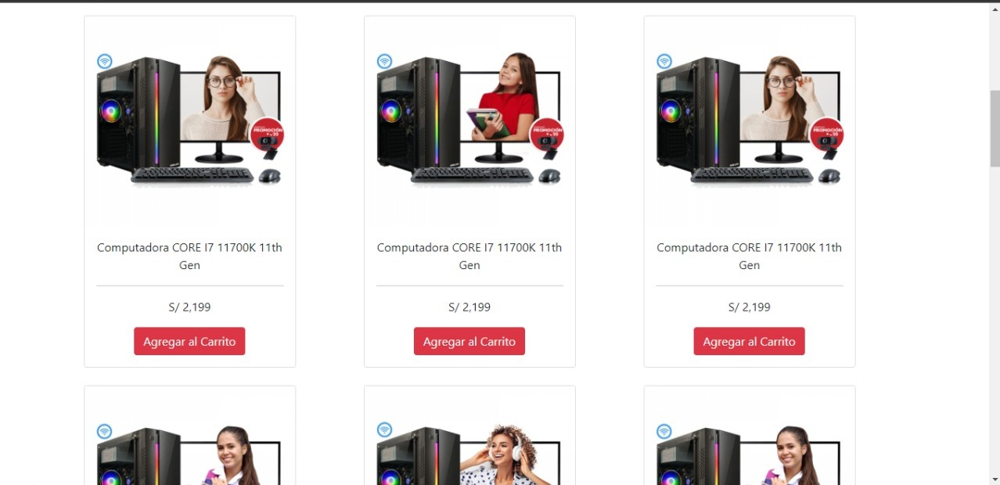 PROMOCIÓN
PROMOCIÓN
PROMOCIÓN
Computadora CORE I7 11700K 11th
Gen
S/ 2,199
Agregar al Carrito
Computadora CORE I7 11700K 11th
Gen
S/ 2,199
Agregar al Carrito
Computadora CORE I7 11700K 11th
Gen
S/ 2,199
Agregar al Carrito